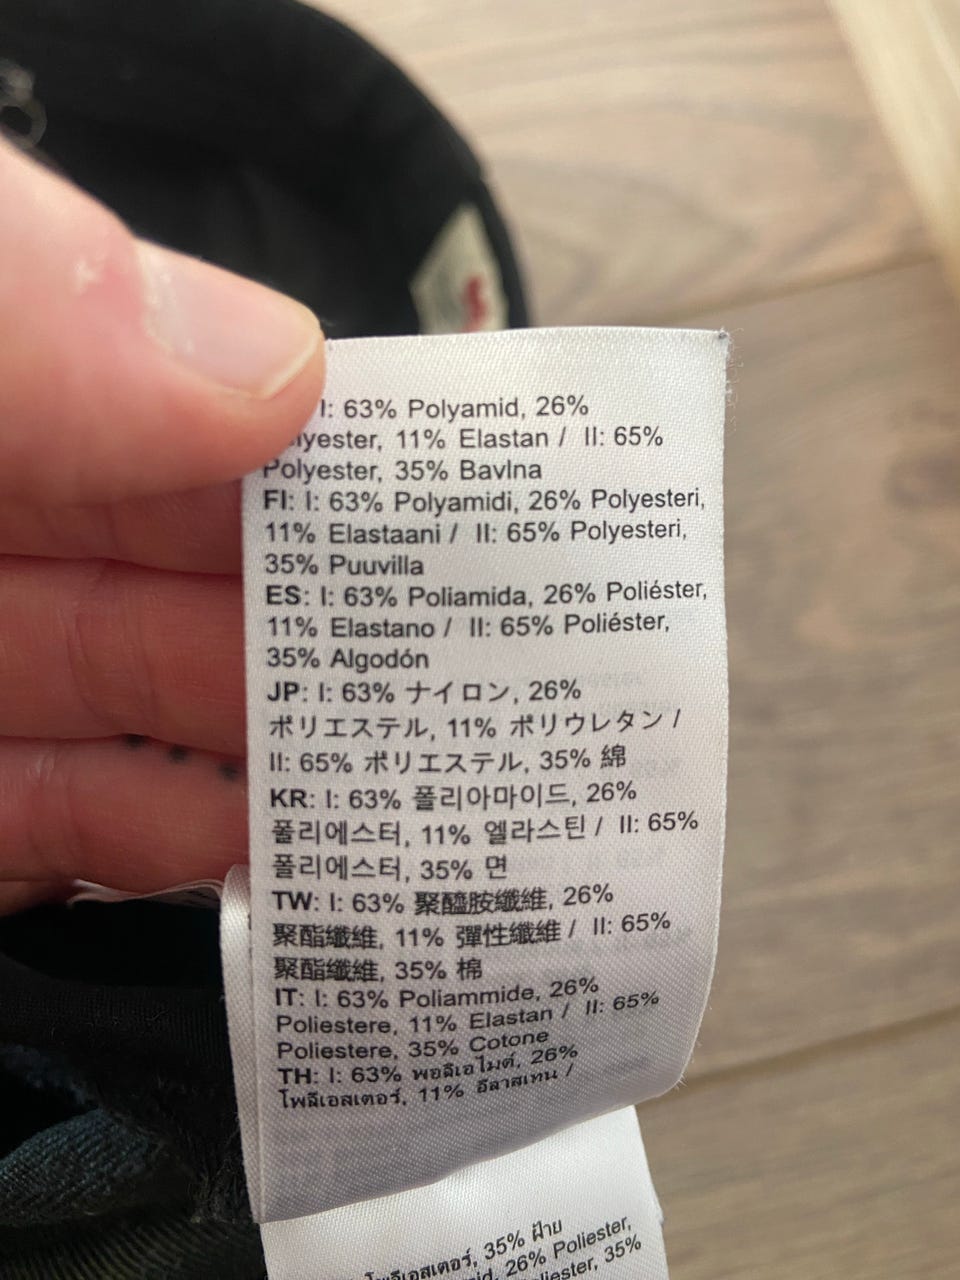 I: 63% Polyamid, 26%
Polyester, 11% Elastan / II: 65%
Polyester, 35% Bavlna
FI: I: 63% Polyamidi, 26% Polyesteri,
11% Elastaani / II: 65% Polyesteri,
35% Puuvilla
ES: I: 63% Poliamida, 26% Poliéster,
11% Elastano / II: 65% Poliéster,
35% Algodón
JP: I: 63% ナイロン, 26%
ポリエステル, 11% ポリウレタン /
II: 65% ポリエステル, 35% 綿
KR: I: 63% 폴리아마이드, 26%
폴리에스터, 11% 엘라스틴 / II: 65%
폴리에스터, 35% 면
TW: I: 63% 聚醯胺纖維, 26%
聚酯纖維, 11% 彈性纖維 / II: 65%
聚酯纖維, 35% 棉
IT: I: 63% Poliammide, 26%
Poliestere, 11% Elastan / II: 65%
Poliestere, 35% Cotone
TH: I: 63% พอลิเอไมด์, 26%
โพลีเอสเตอร์, 11% อีลาสเทน /
35% ฝ้าย
26% Poliester,
35%